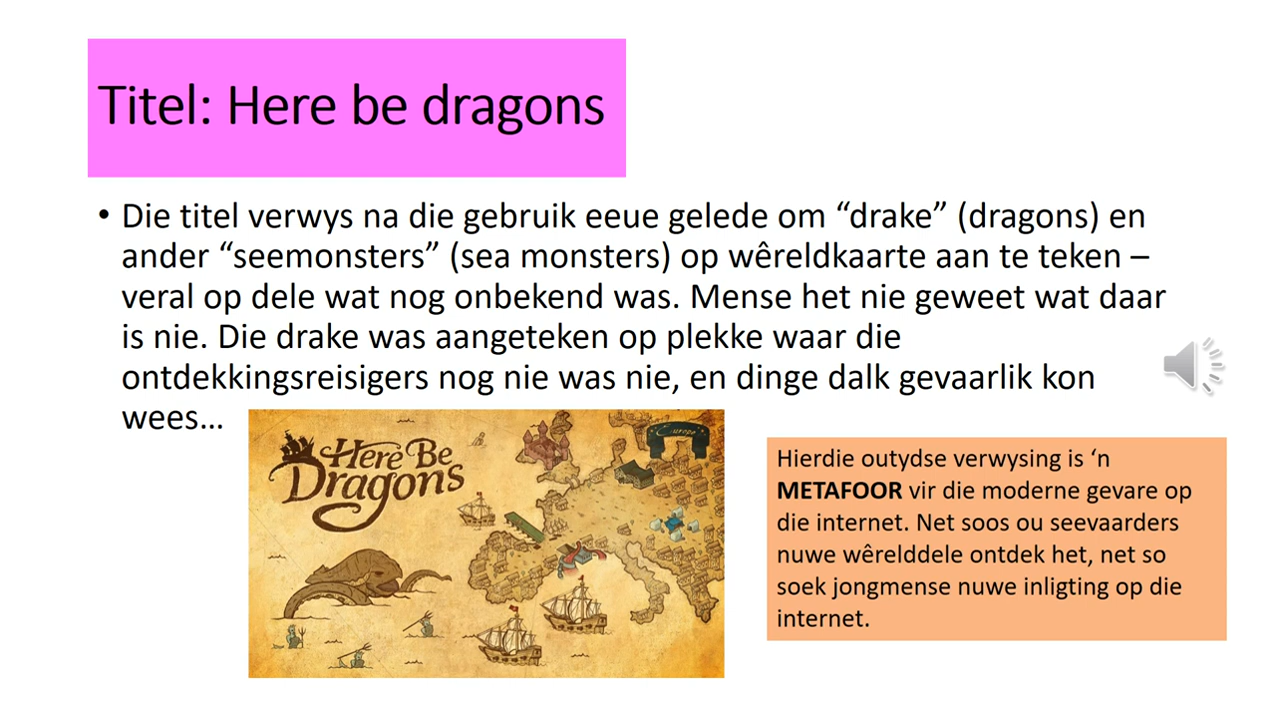 Titel: Here be dragons
• Die titel verwys na die gebruik eeue gelede om “drake” (dragons) en
ander “seemonsters” (sea monsters) op wêreldkaarte aan te teken –
veral op dele wat nog onbekend was. Mense het nie geweet wat daar
is nie. Die drake was aangeteken op plekke waar die
ontdekkingsreisigers nog nie was nie, en dinge dalk gevaarlik kon
wees…
Here Be
Dragons
Europe
Hierdie outydse verwysing is ‘n
METAFOOR vir die moderne gevare op
die internet. Net soos ou seevaarders
nuwe wêrelddele ontdek het, net so
soek jongmense nuwe inligting op die
internet.